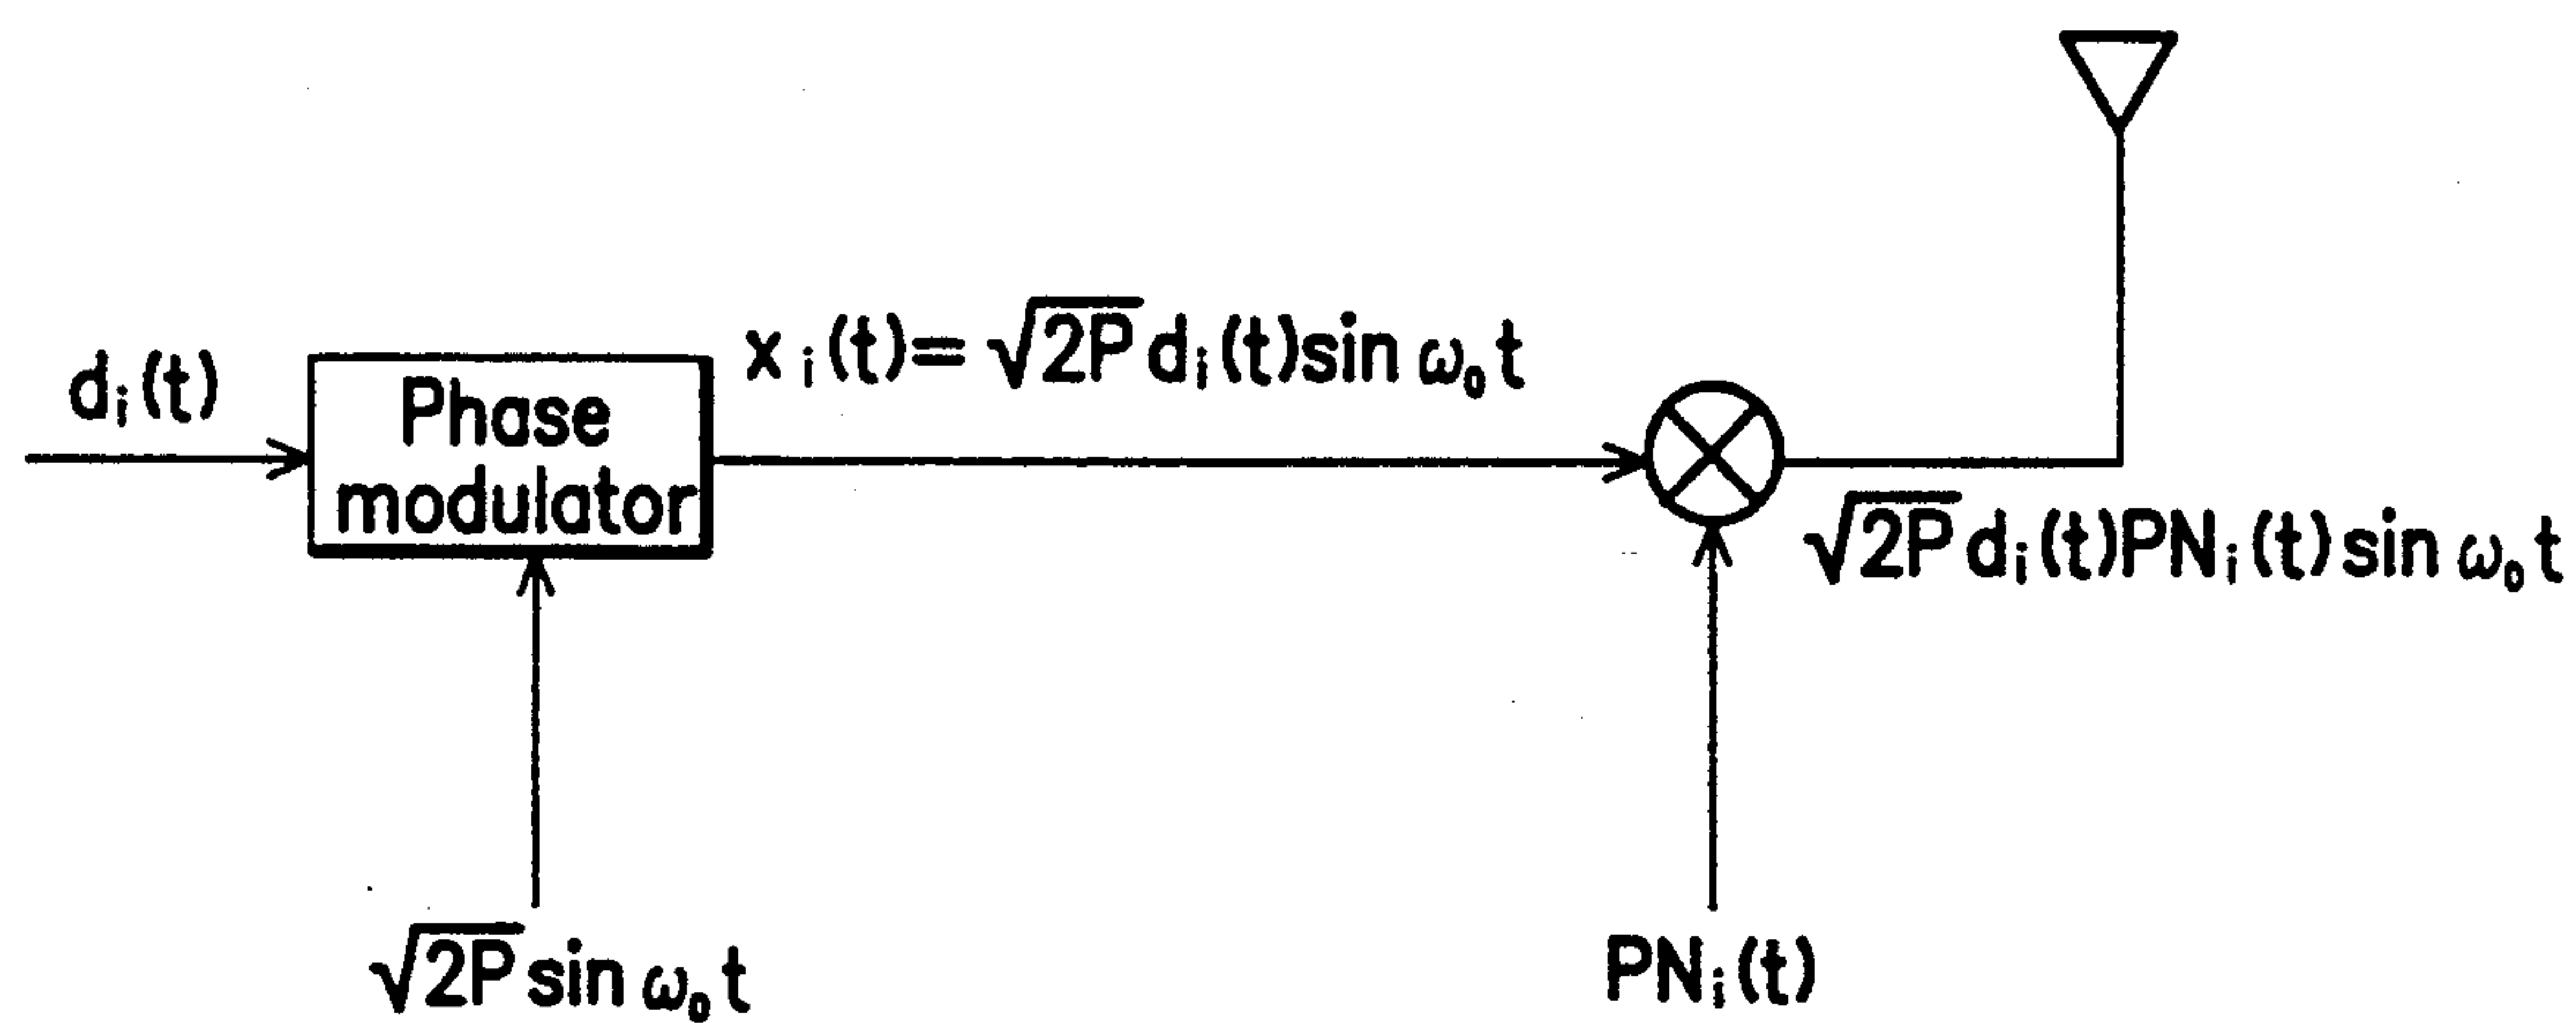 dᵢ(t)
Phase
modulator
xᵢ(t)=√2P dᵢ(t)sin ω₀t
√2P dᵢ(t)PNᵢ(t)sin ω₀t
√2P sin ω₀t
PNᵢ(t)